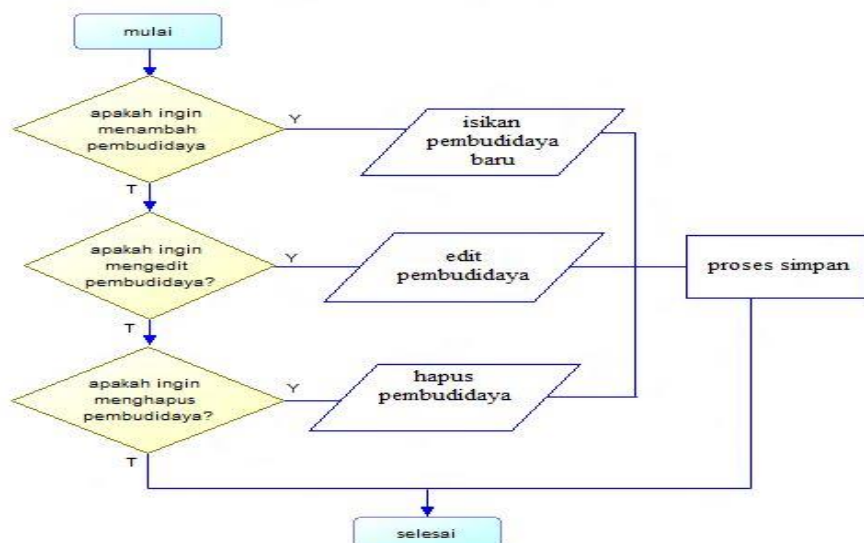 mulai
apakah ingin
menambah
pembudidaya
Y
isikan
pembudidaya
baru
T
apakah ingin
mengedit
pembudidaya?
Y
edit
pembudidaya
proses simpan
T
apakah ingin
menghapus
pembudidaya?
Y
hapus
pembudidaya
T
selesai